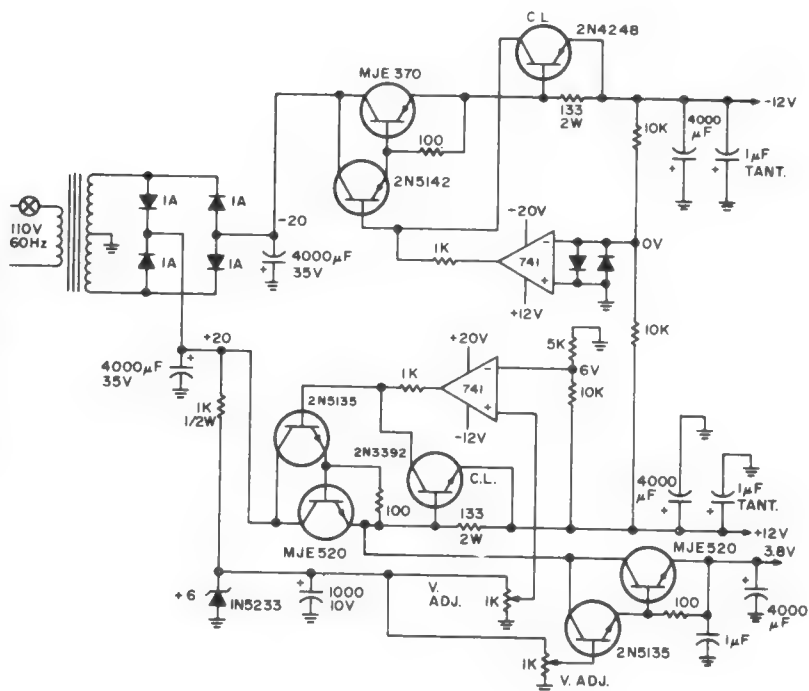 C.L.
2N4248
MJE 370
-12V
133
2W
10K
4000
μF
+
1μF
TANT.
+
100
2N5142
1A
1A
110V
60Hz
-20
-20V
1K
-
741
+
0V
1A
1A
4000μF
35V
+
+12V
10K
+20
+20V
5K
4000μF
35V
+
1K
-
741
+
6V
10K
1K
1/2W
2N5135
-12V
2N3392
C.L.
4000
μF
+
1μF
TANT.
+
100
133
2W
+12V
MJE520
MJE520
3.8V
+6
1N5233
+
1000
10V
V.
ADJ.
1K
100
+
4000
μF
1μF
2N5135
1K
V. ADJ.